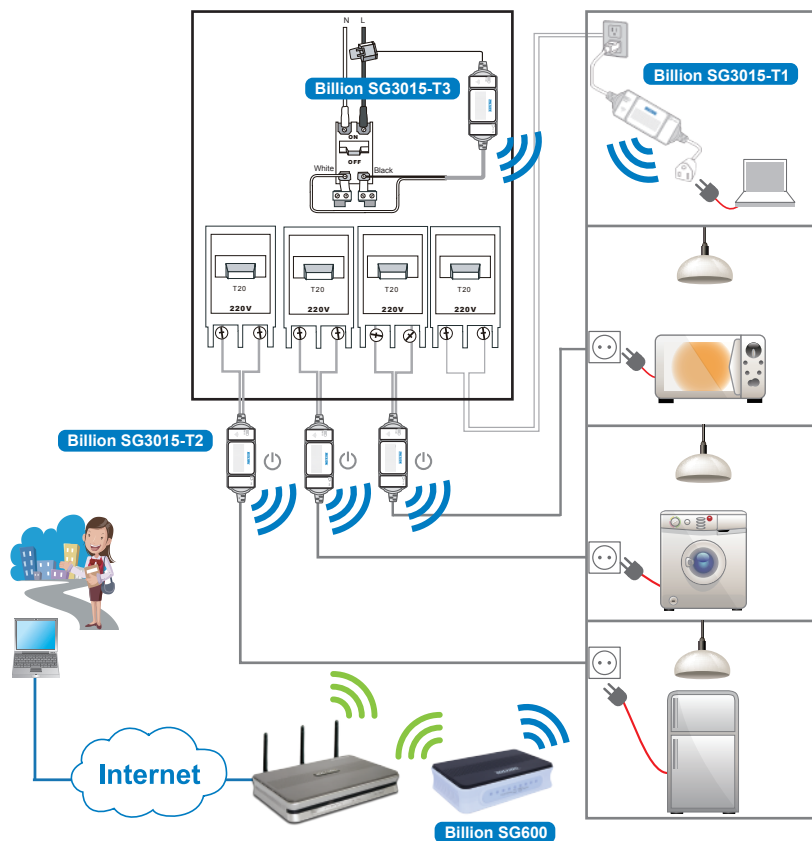 N L
Billion SG3015-T3
Billion SG3015-T1
ON
OFF
White
Black
T20
220V
T20
220V
T20
220V
T20
220V
Billion SG3015-T2
Internet
Billion SG600